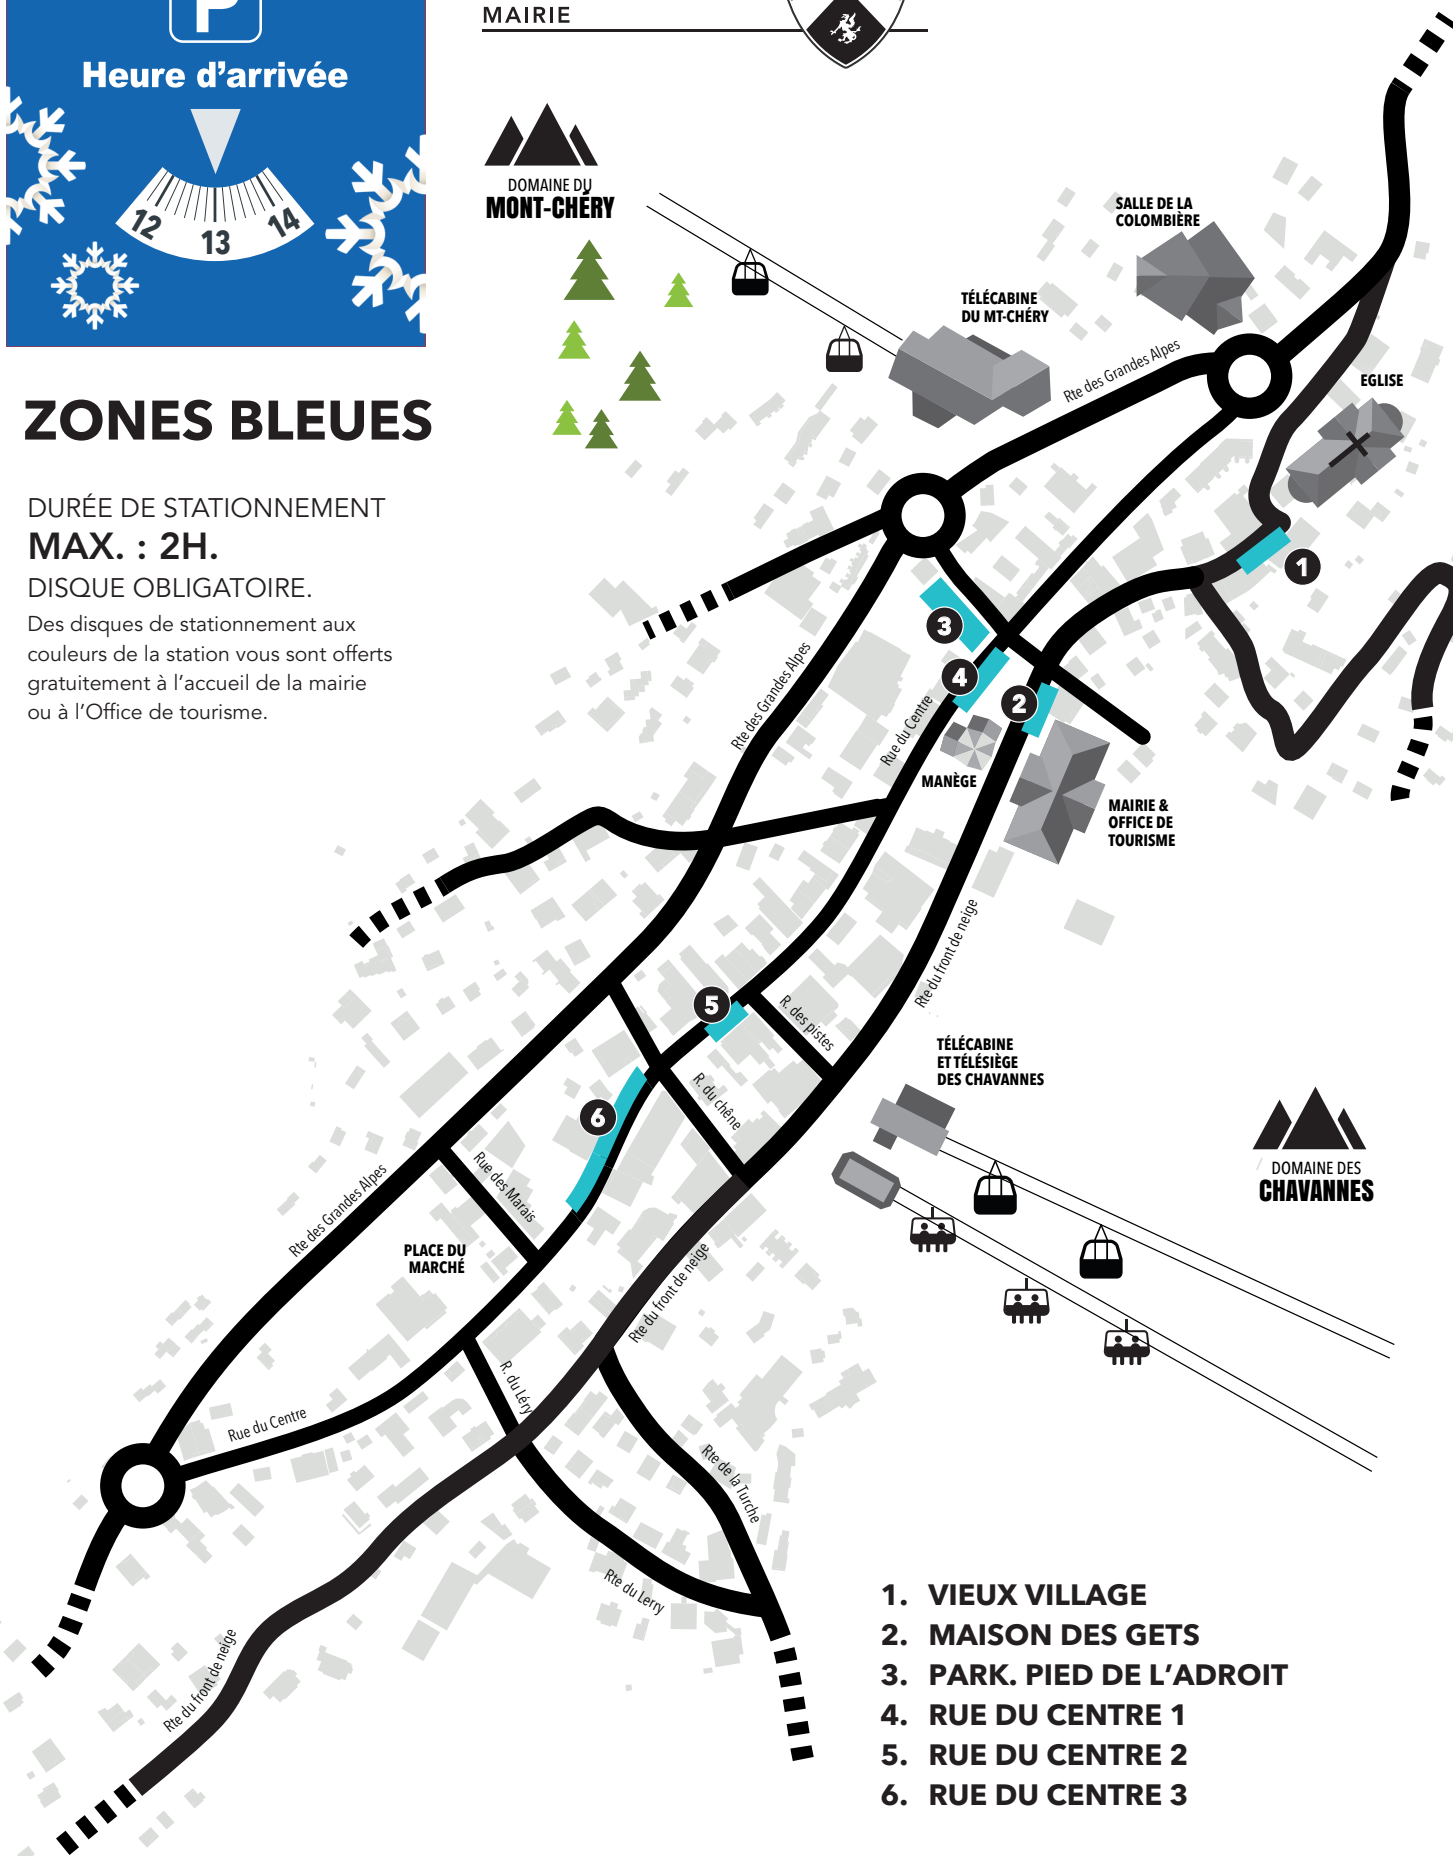 P
Heure d'arrivée
12
13
14
MAIRIE
ZONES BLEUES
DURÉE DE STATIONNEMENT
MAX. : 2H.
DISQUE OBLIGATOIRE.
Des disques de stationnement aux
couleurs de la station vous sont offerts
gratuitement à l'accueil de la mairie
ou à l'Office de tourisme.
DOMAINE DU
MONT-CHÉRY
SALLE DE LA
COLOMBIÈRE
TÉLÉCABINE
DU MT-CHÉRY
Rte des Grandes Alpes
EGLISE
1
3
4
2
Rte des Grandes Alpes
Rue du Centre
MANÈGE
MAIRIE &
OFFICE DE
TOURISME
Rte du front de neige
5
R. des pistes
TÉLÉCABINE
ET TÉLÉSIÈGE
DES CHAVANNES
R. du chêne
6
DOMAINE DES
CHAVANNES
Rue des Marais
Rte des Grandes Alpes
PLACE DU
MARCHÉ
Rte du front de neige
R. du Léry
Rue du Centre
Rte de la Turche
Rte du Lerry
Rte du front de neige
1. VIEUX VILLAGE
2. MAISON DES GETS
3. PARK. PIED DE L'ADROIT
4. RUE DU CENTRE 1
5. RUE DU CENTRE 2
6. RUE DU CENTRE 3